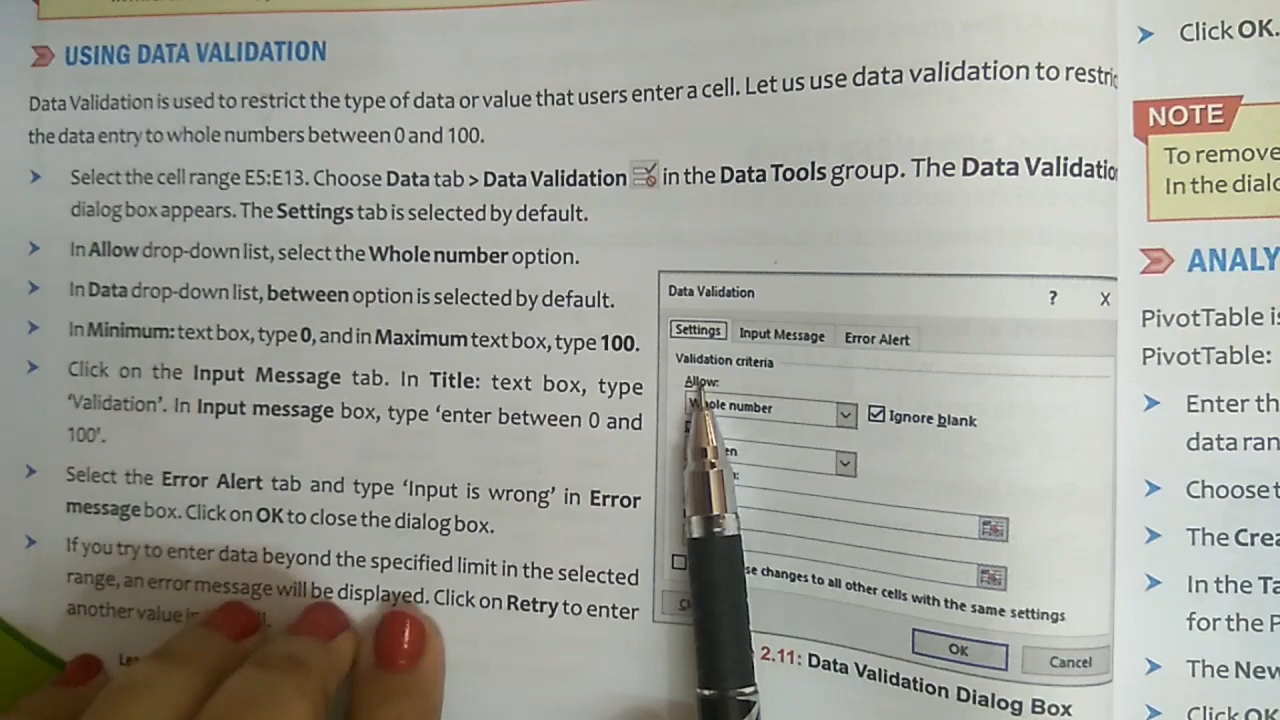 USING DATA VALIDATION
Data Validation is used to restrict the type of data or value that users enter a cell. Let us use data validation to
the data entry to whole numbers between 0 and 100.
Select the cell range E5:E13. Choose Data tab > Data Validation in the Data Tools group. The Data
dialog box appears. The Settings tab is selected by default.
In Allow drop-down list, select the Whole number option.
In Data drop-down list, between option is selected by default.
In Minimum: text box, type 0, and in Maximum text box, type 100.
Click on the Input Message tab. In Title: text box, type
'Validation'. In Input message box, type 'enter between 0 and
100'.
Select the Error Alert tab and type 'Input is wrong' in Error
message box. Click on OK to close the dialog box.
If you try to enter data beyond the specified limit in the selected
range, an error message will be displayed. Click on Retry to enter
another value
Data Validation ? X
Settings Input Message Error Alert
Validation criteria
Allow:
Whole number Ignore blank
changes to all other cells with the same settings
OK Cancel
2.11: Data Validation Dialog Box
Click OK.
NOTE
To remove
In the
PivotTable
PivotTable:
Enter
data
Choose
The
In the
for the
The New
Click OK